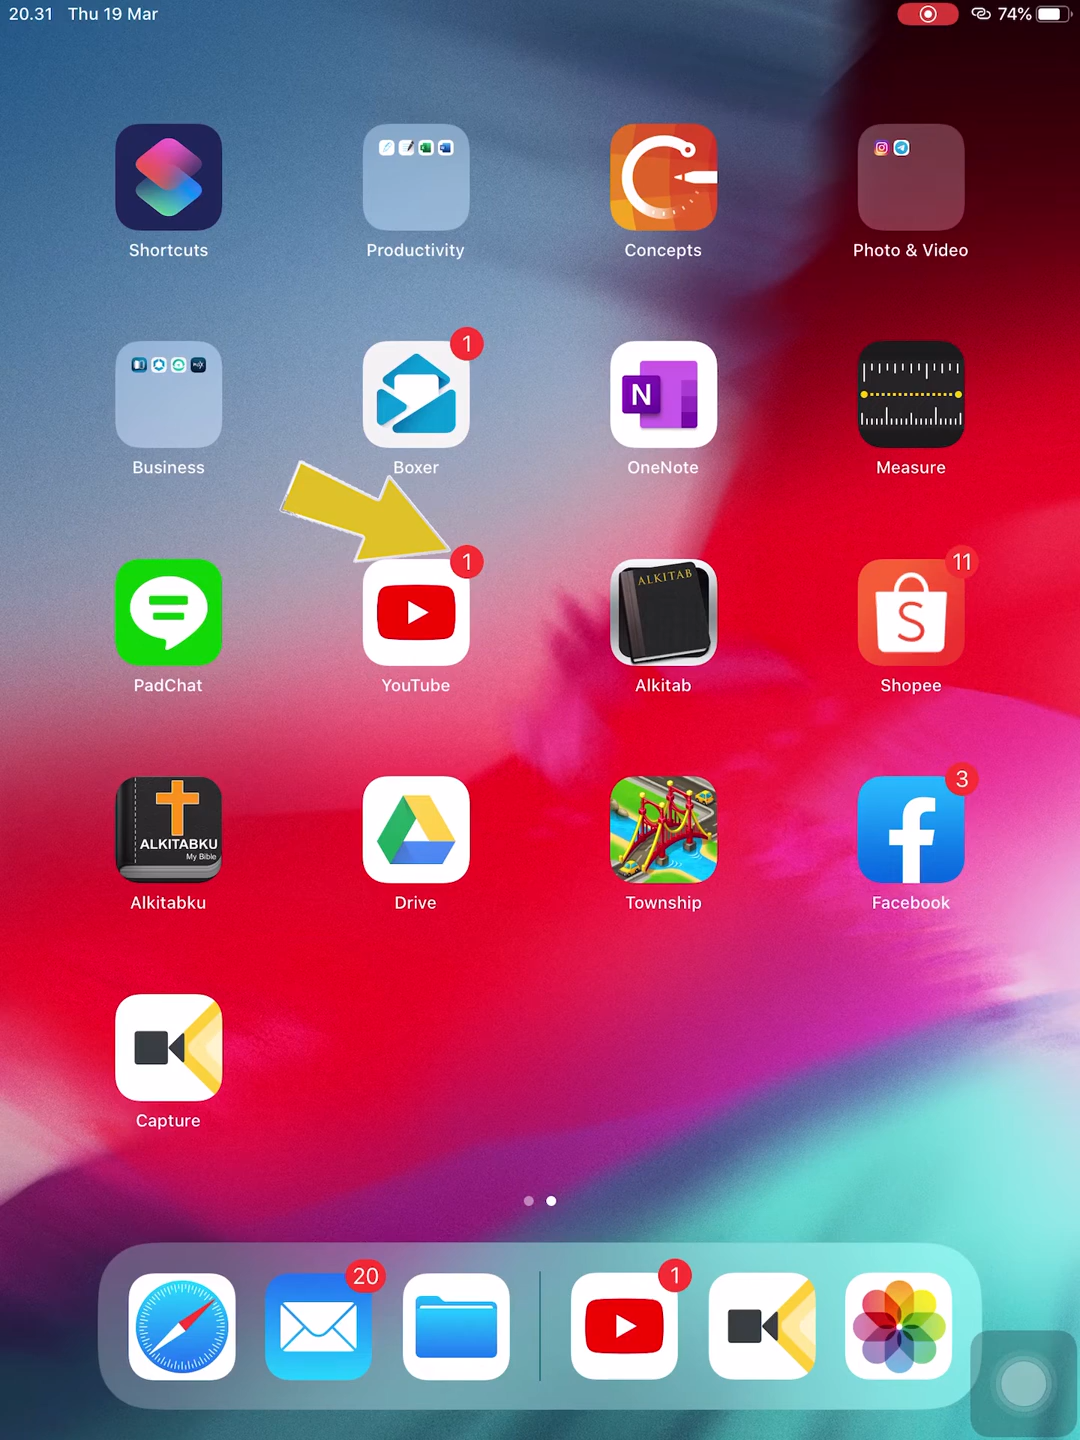 20.31 Thu 19 Mar
74%
Shortcuts
Productivity
Concepts
Photo & Video
1
N
Business
Boxer
OneNote
Measure
1
ALKITAB
11
S
PadChat
YouTube
Alkitab
Shopee
ALKITABKU
My Bible
3
f
Alkitabku
Drive
Township
Facebook
Capture
20
1